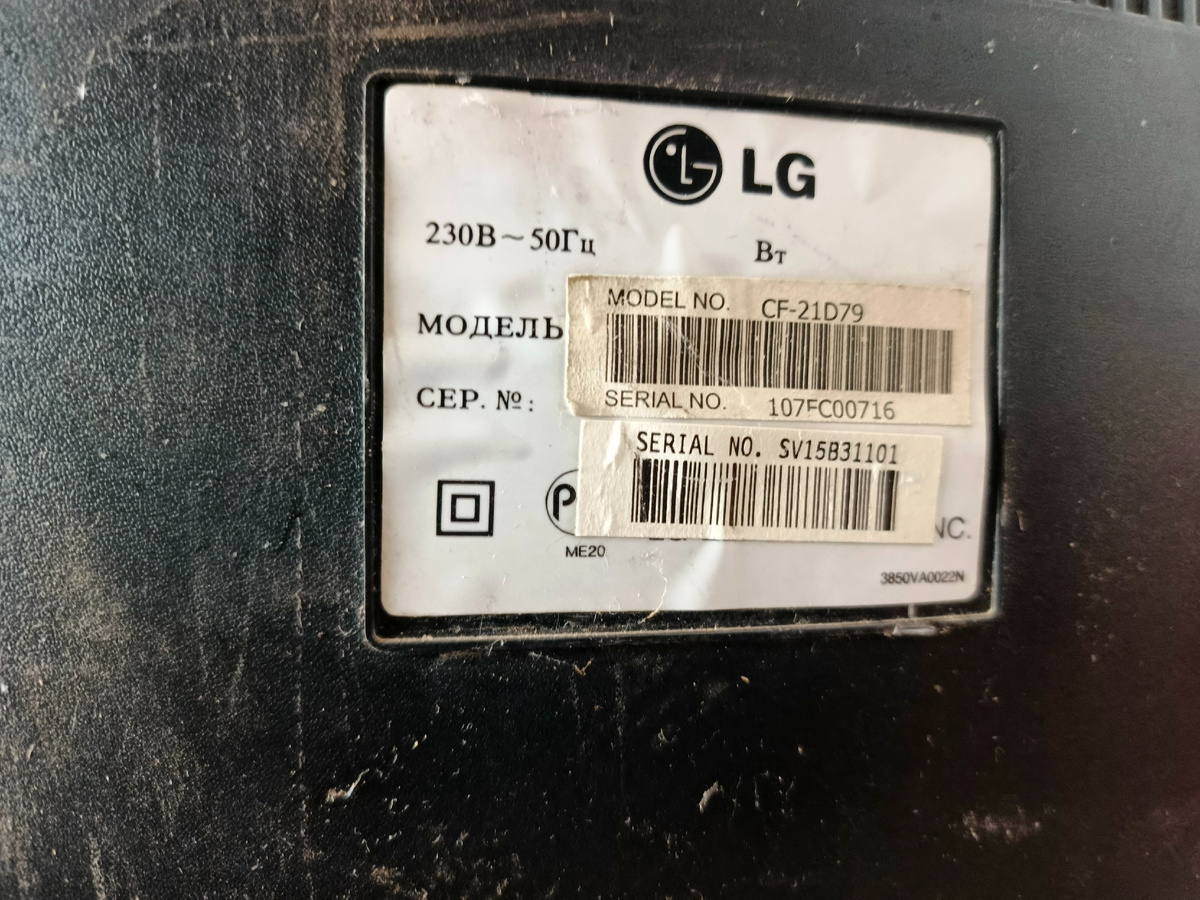 LG
230В~50Гц Вт
МОДЕЛЬ
MODEL NO. CF-21D79
СЕР. №:
SERIAL NO. 107FC00716
SERIAL NO. SV15B31101
ME20
3850VA0022N